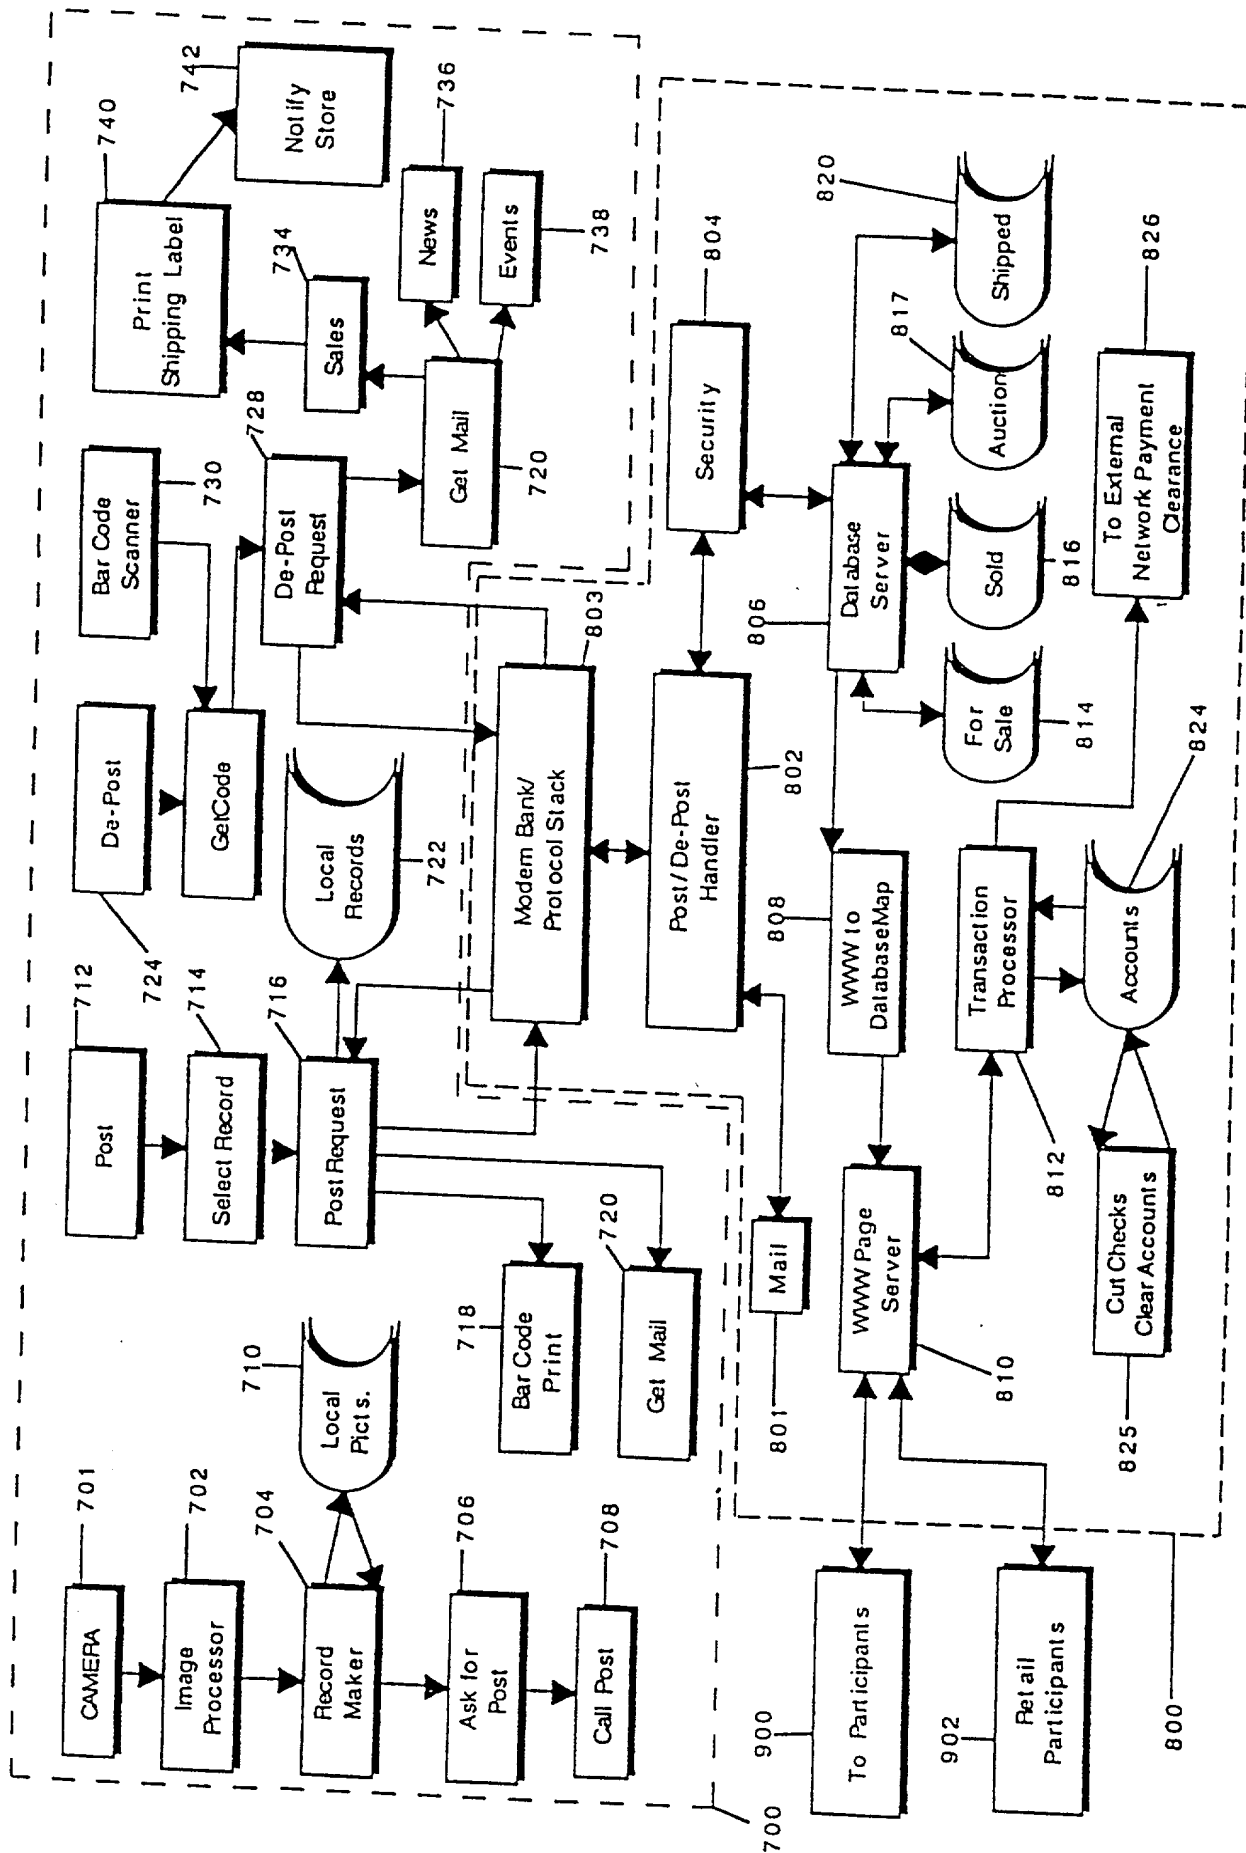 701
CAMERA
702
Image
Processor
704
Record
Maker
706
Ask for
Post
708
Call Post
710
Local
Picts.
712
Post
714
Select Record
716
Post Request
718
Bar Code
Print
720
Get Mail
Local
Records
722
De-Post
724
GetCode
Bar Code
Scanner
730
728
De-Post
Request
Get Mail
720
734
Sales
740
Print
Shipping Label
742
Notify
Store
736
News
Events
738
700
Modem Bank/
Protocol Stack
803
Post/De-Post
Handler
802
804
Security
Mail
801
806
Database
Server
808
WWW to
DatabaseMap
WWW Page
Server
810
For
Sale
814
Sold
816
817
Auction
820
Shipped
Transaction
Processor
812
824
Accounts
Cut Checks
Clear Accounts
825
826
To External
Network Payment
Clearance
900
To Participants
902
Retail
Participants
800